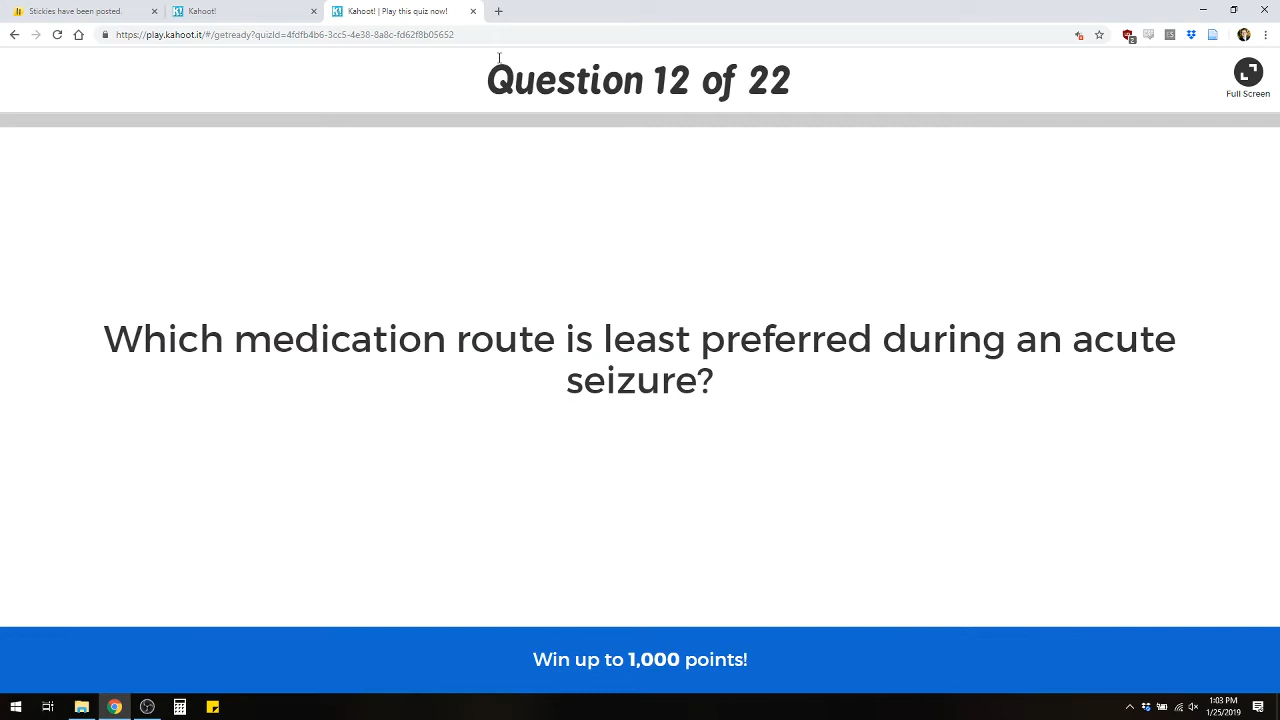 Stickies have been posted.
Kahoot!
Kahoot! | Play this quiz now!
https://play.kahoot.it/#/getready?quizId=4fdfb4b6-3cc5-4e38-8a8c-fd62f8b05652
2
Question 12 of 22
Full Screen
Which medication route is least preferred during an acute
seizure?
Win up to 1,000 points!
1:03 PM
1/25/2019